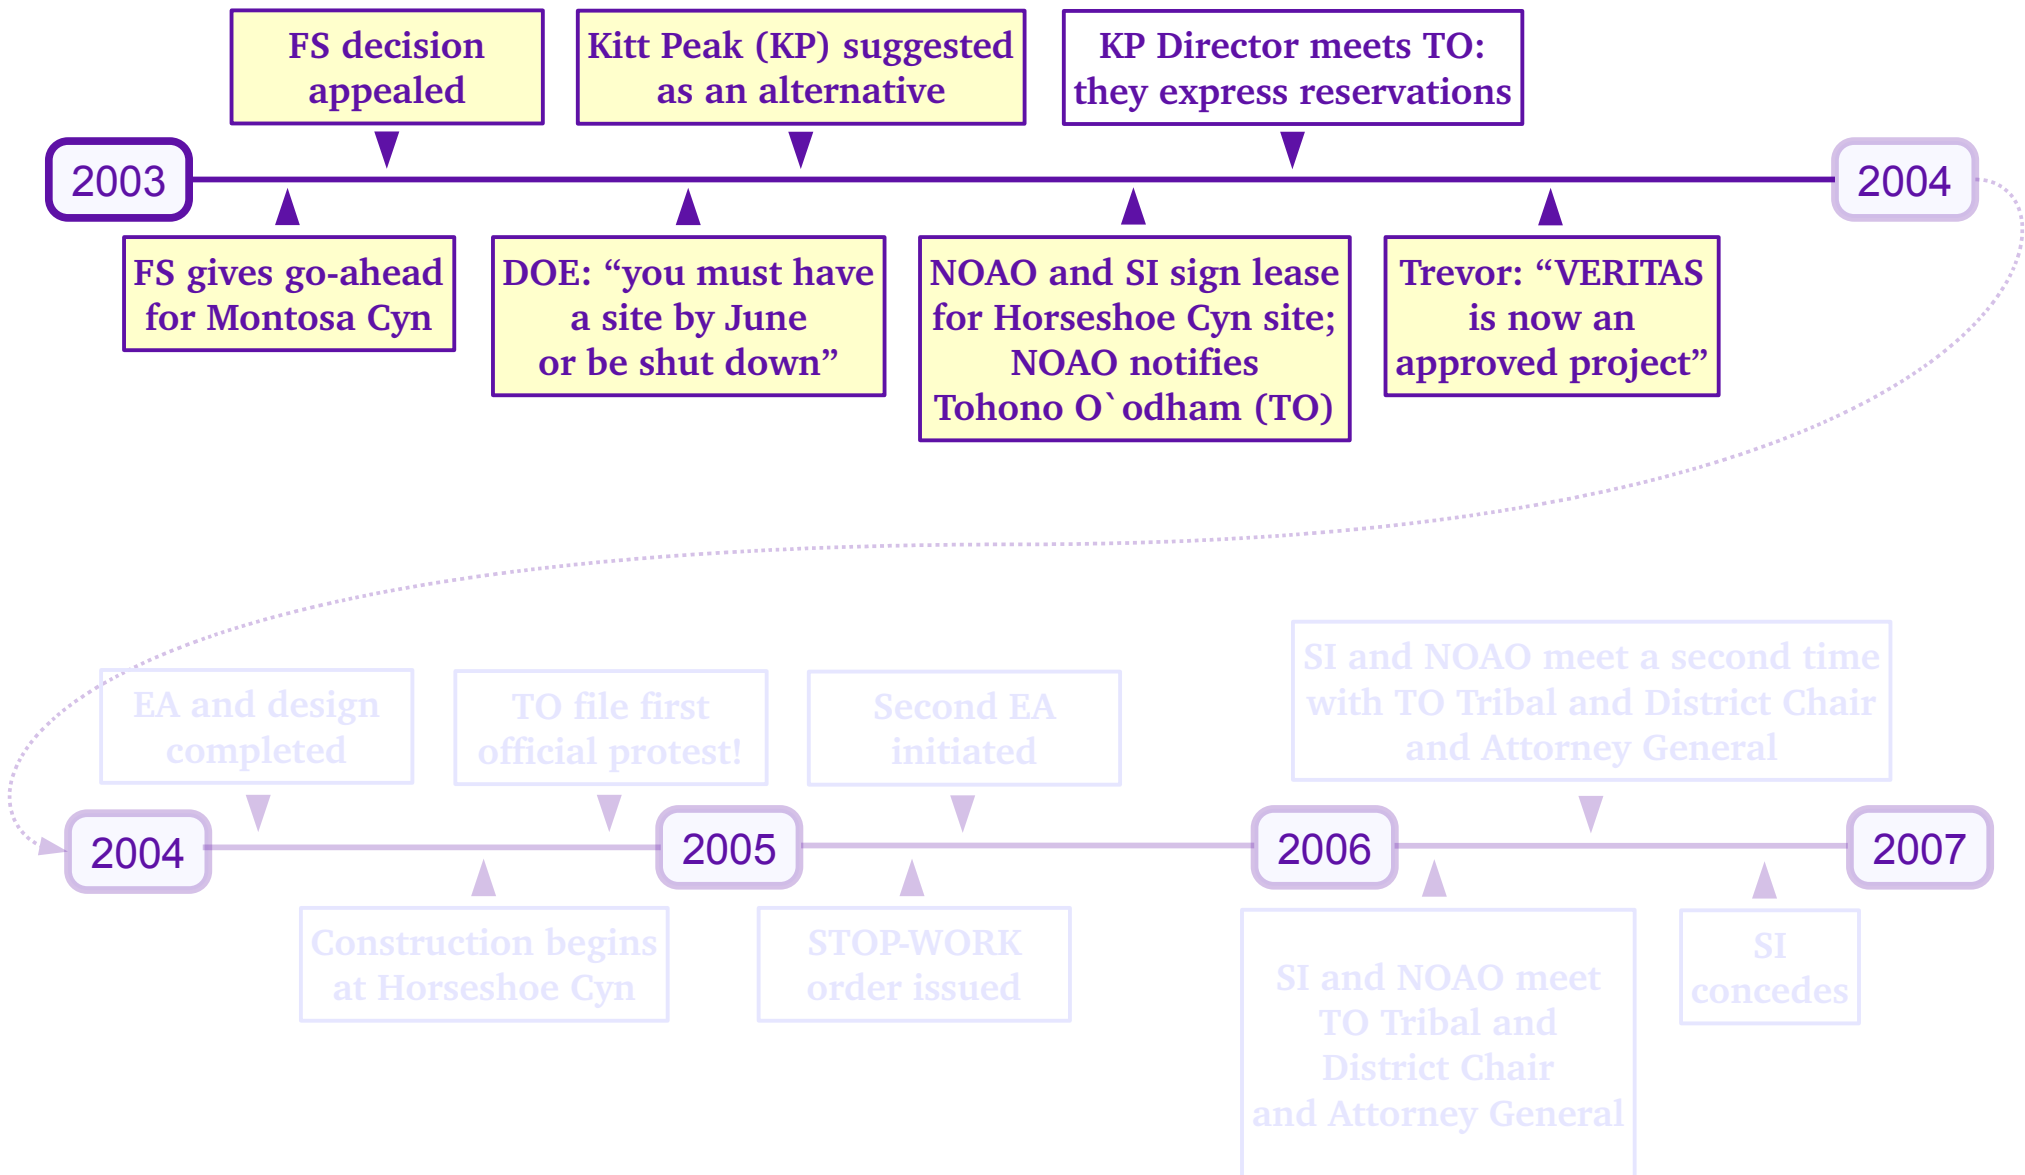 FS decision
appealed
Kitt Peak (KP) suggested
as an alternative
KP Director meets TO:
they express reservations
2003
2004
FS gives go-ahead
for Montosa Cyn
DOE: “you must have
a site by June
or be shut down”
NOAO and SI sign lease
for Horseshoe Cyn site;
NOAO notifies
Tohono O`odham (TO)
Trevor: “VERITAS
is now an
approved project”
EA and design
completed
TO file first
official protest!
Second EA
initiated
SI and NOAO meet a second time
with TO Tribal and District Chair
and Attorney General
2004
2005
2006
2007
Construction begins
at Horseshoe Cyn
STOP-WORK
order issued
SI and NOAO meet
TO Tribal and
District Chair
and Attorney General
SI
concedes